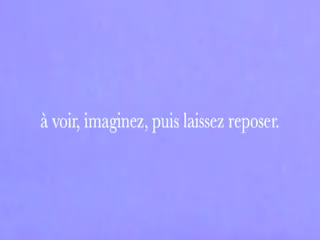 à voir, imaginez, puis laissez reposer.